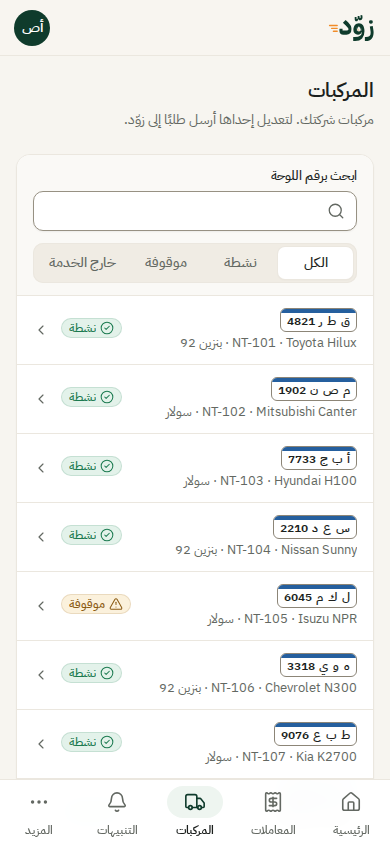 زوّد
أص
المركبات
مركبات شركتك. لتعديل إحداها أرسل طلبًا إلى زوّد.
ابحث برقم اللوحة
الكل
نشطة
موقوفة
خارج الخدمة
ق ط ر 4821
نشطة
Toyota Hilux · NT-101 · بنزين 92
م ص ن 1902
نشطة
Mitsubishi Canter · NT-102 · سولار
أ ب ج 7733
نشطة
Hyundai H100 · NT-103 · سولار
س ع د 2210
نشطة
Nissan Sunny · NT-104 · بنزين 92
ل ك م 6045
موقوفة
Isuzu NPR · NT-105 · سولار
ه و ي 3318
نشطة
Chevrolet N300 · NT-106 · بنزين 92
ط ب ع 9076
نشطة
Kia K2700 · NT-107 · سولار
الرئيسية
المعاملات
المركبات
التنبيهات
المزيد